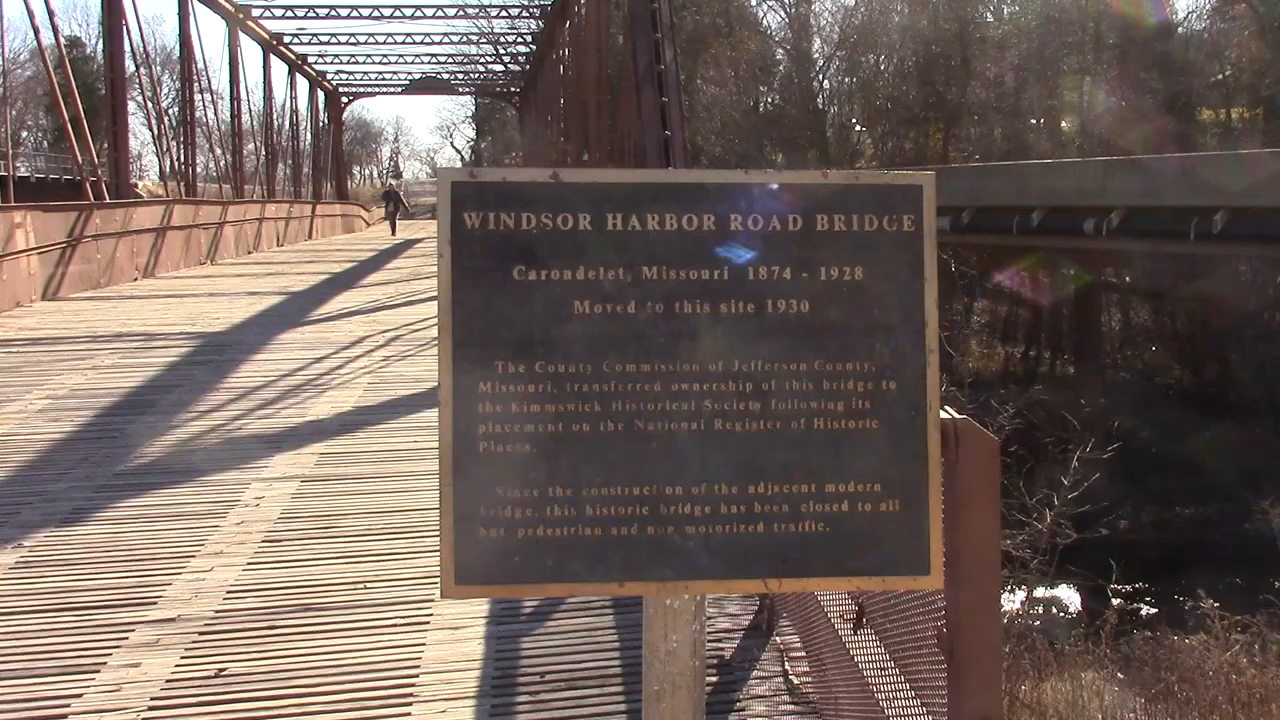 WINDSOR HARBOR ROAD BRIDGE
Carondelet, Missouri 1874 - 1928
Moved to this site 1930
The County Commission of Jefferson County,
Missouri, transferred ownership of this bridge to
the Kimmswick Historical Society following its
placement on the National Register of Historic
Places.
Since the construction of the adjacent modern
bridge, this historic bridge has been closed to all
but pedestrian and non motorized traffic.